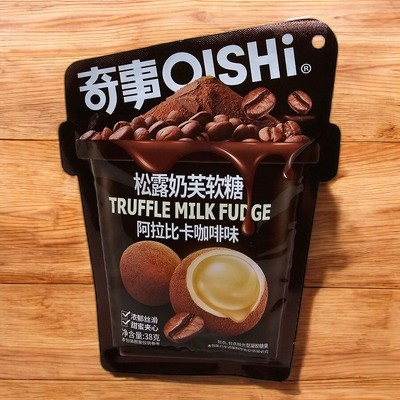 奇事OISHi®
松露奶芙软糖
TRUFFLE MILK FUDGE
阿拉比卡咖啡味
浓郁丝滑
甜蜜夹心
净含量:38克